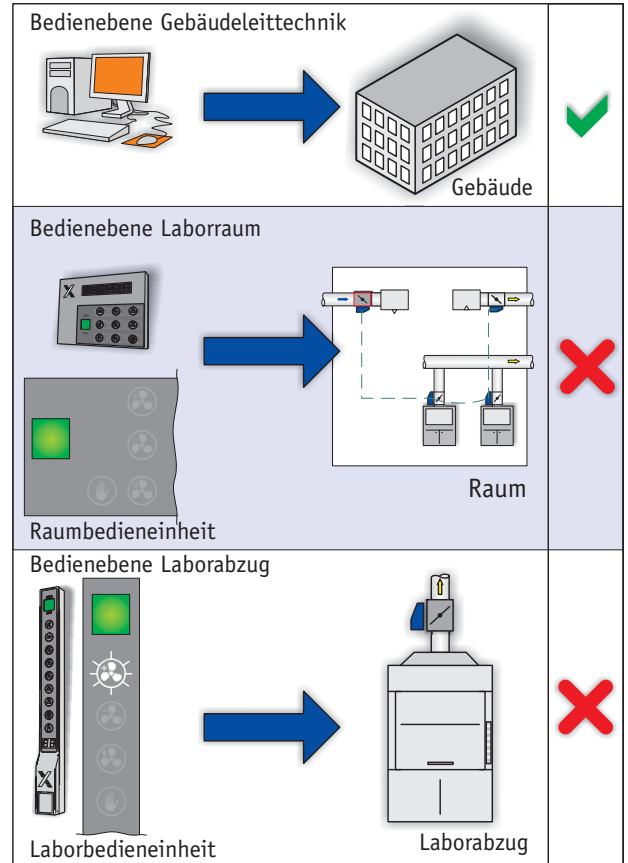 Bedienebene Gebäudeleittechnik
Gebäude
Bedienebene Laborraum
X
Raum
Raumbedieneinheit
Bedienebene Laborabzug
X
Laborbedieneinheit
Laborabzug